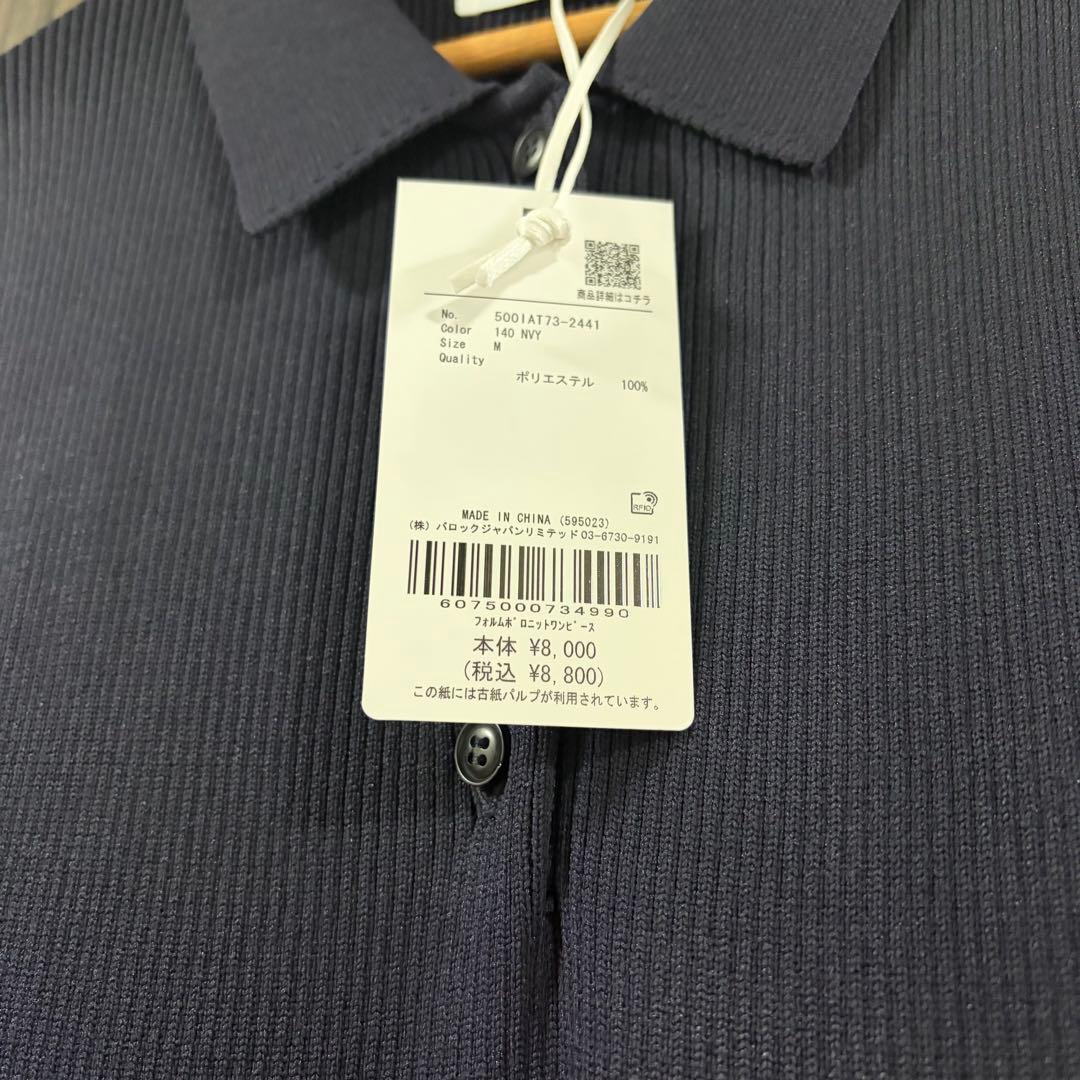 商品詳細はコチラ
No. 500IAT73-2441
Color 140 NVY
Size M
Quality
ポリエステル 100%
RFID
MADE IN CHINA (595023)
(株) バロックジャパンリミテッド 03-6730-9191
6075000734990
フォルムポロニットワンピース
本体 ¥8,000
(税込 ¥8,800)
この紙には古紙パルプが利用されています。